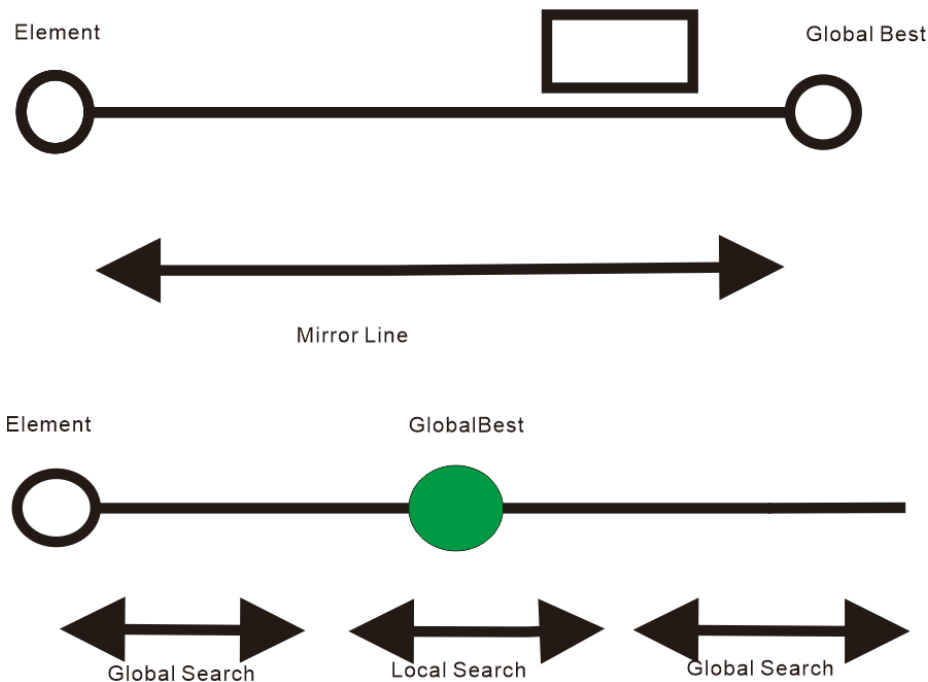 Element
Global Best
Mirror Line
Element
GlobalBest
Global Search
Local Search
Global Search